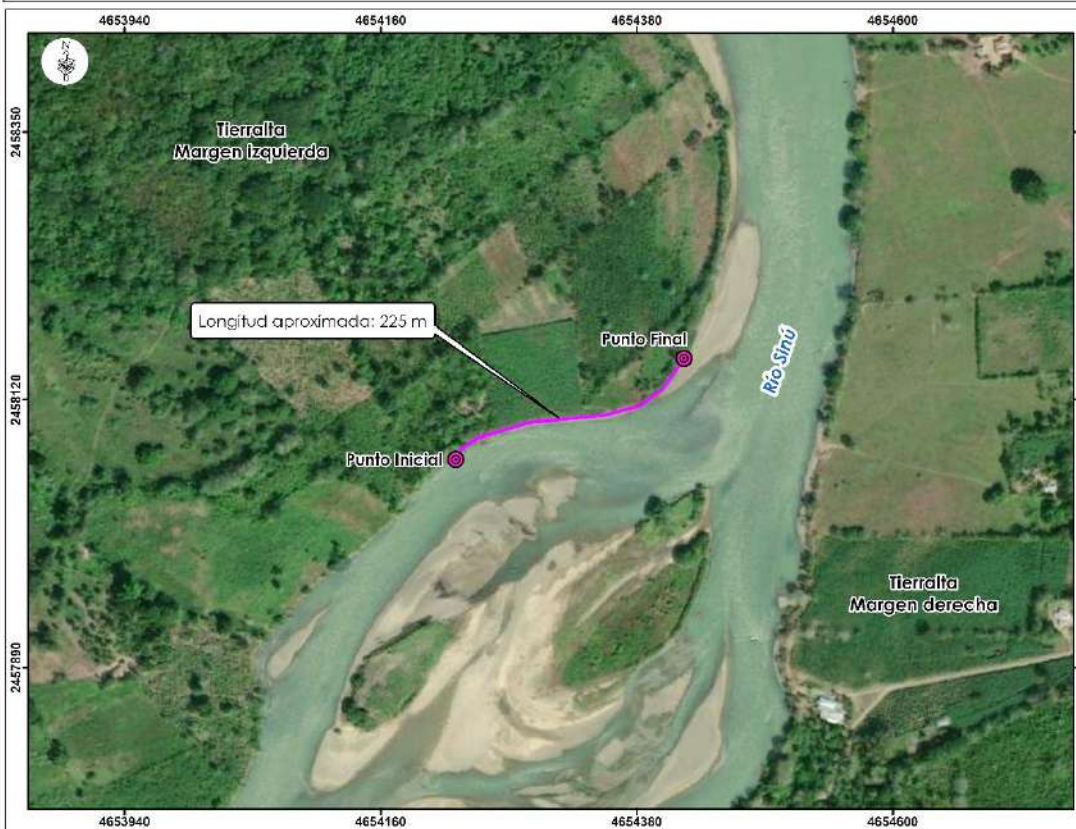 4653940 4654160 4654380 4654600
2458350
Tierralta
Margen izquierda
Longitud aproximada: 225 m
Punto Final
Río Sinú
2458120
Punto Inicial
Tierralta
Margen derecha
2457890
4653940 4654160 4654380 4654600